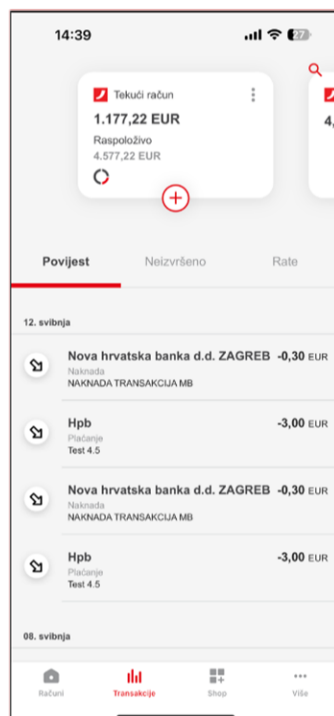 14:39
27
Tekući račun
1.177,22 EUR
Raspoloživo
4.577,22 EUR
4,
Povijest
Neizvršeno
Rate
12. svibnja
Nova hrvatska banka d.d. ZAGREB -0,30 EUR
Naknada
NAKNADA TRANSAKCIJA MB
Hpb -3,00 EUR
Plaćanje
Test 4.5
Nova hrvatska banka d.d. ZAGREB -0,30 EUR
Naknada
NAKNADA TRANSAKCIJA MB
Hpb -3,00 EUR
Plaćanje
Test 4.5
08. svibnja
Računi
Transakcije
Shop
Više